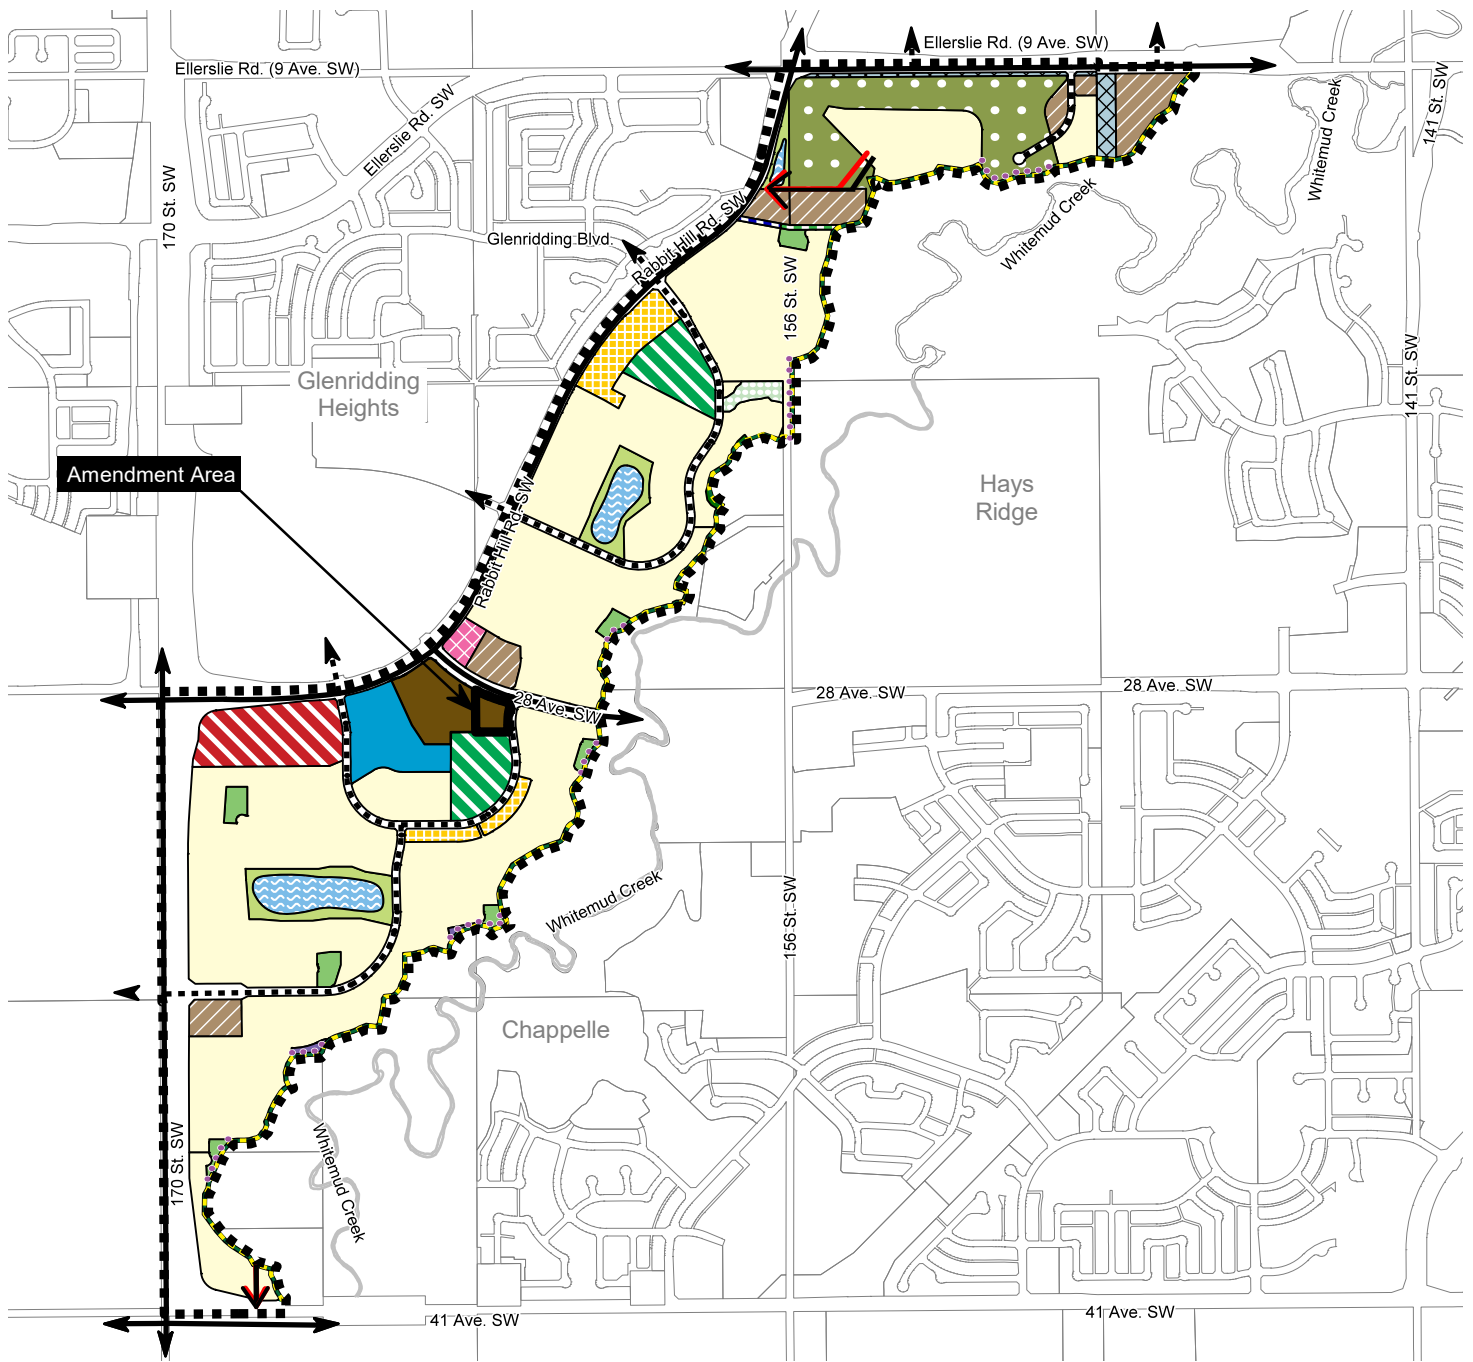 Ellerslie Rd. (9 Ave. SW)
Ellerslie Rd. (9 Ave. SW)
Ellerslie Rd. SW
141 St. SW
Whitemud Creek
170 St. SW
Whitemud Creek
Glenridding Blvd.
Rabbit Hill Rd. SW
156 St. SW
141 St. SW
Glenridding
Heights
Amendment Area
Hays
Ridge
Rabbit Hill Rd. SW
28 Ave. SW
28 Ave. SW
28 Ave. SW
Whitemud Creek
156 St. SW
Chappelle
170 St. SW
Whitemud Creek
41 Ave. SW
41 Ave. SW